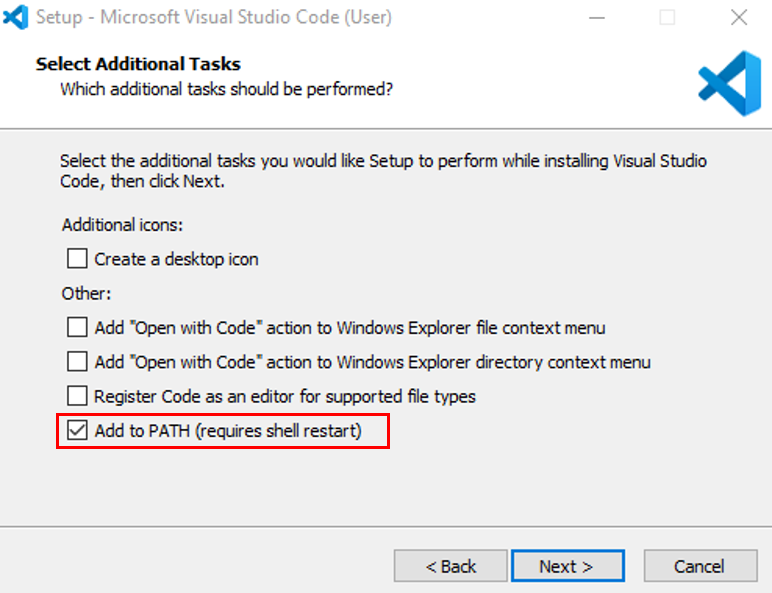 Setup - Microsoft Visual Studio Code (User)
Select Additional Tasks
Which additional tasks should be performed?
Select the additional tasks you would like Setup to perform while installing Visual Studio
Code, then click Next.
Additional icons:
Create a desktop icon
Other:
Add "Open with Code" action to Windows Explorer file context menu
Add "Open with Code" action to Windows Explorer directory context menu
Register Code as an editor for supported file types
Add to PATH (requires shell restart)
< Back Next > Cancel